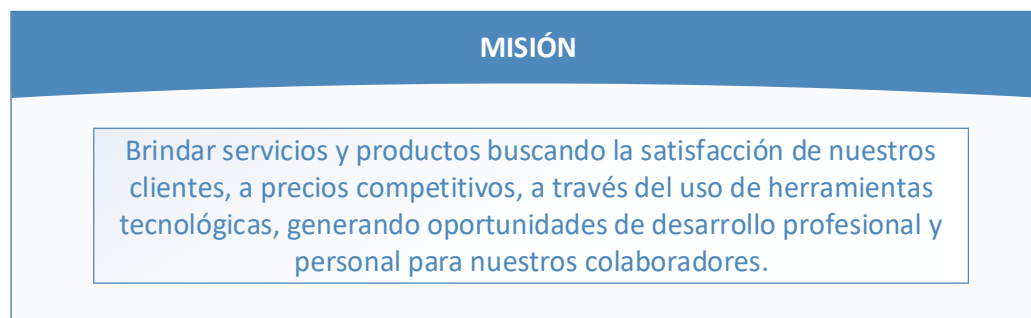 MISIÓN
Brindar servicios y productos buscando la satisfacción de nuestros
clientes, a precios competitivos, a través del uso de herramientas
tecnológicas, generando oportunidades de desarrollo profesional y
personal para nuestros colaboradores.